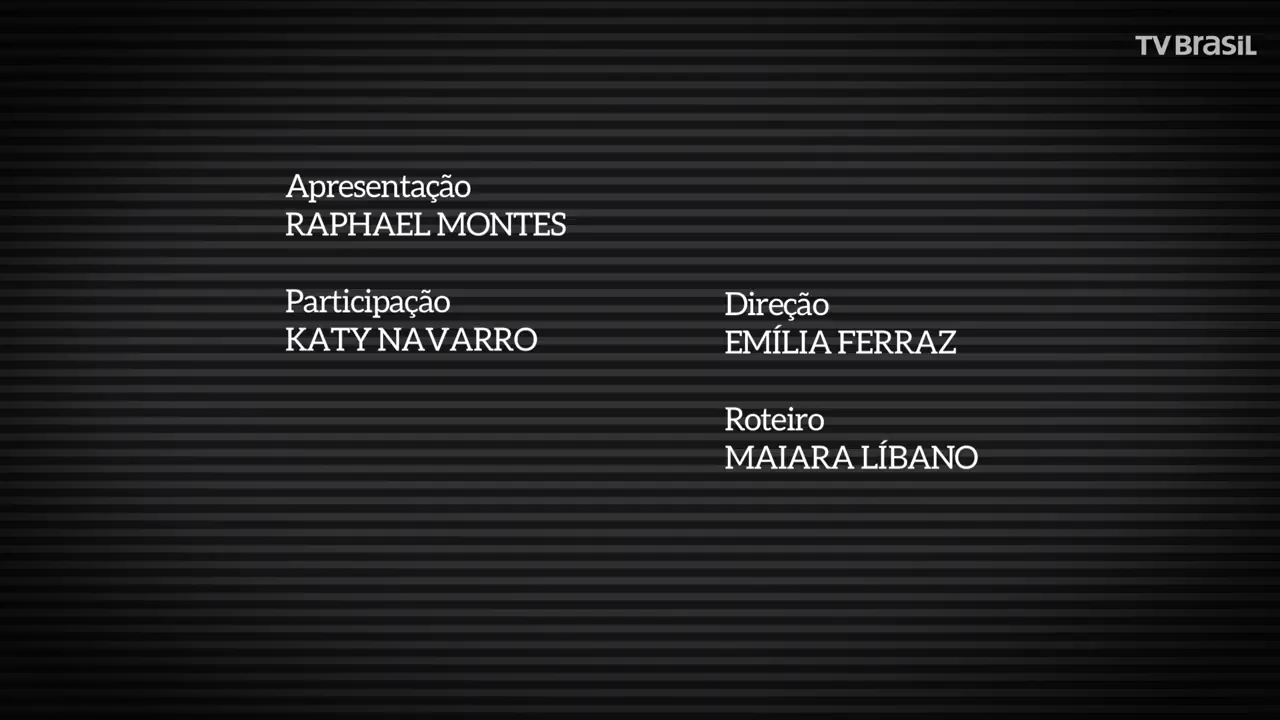 TV BRASIL
Apresentação
RAPHAEL MONTES
Participação
KATY NAVARRO
Direção
EMÍLIA FERRAZ
Roteiro
MAIARA LÍBANO